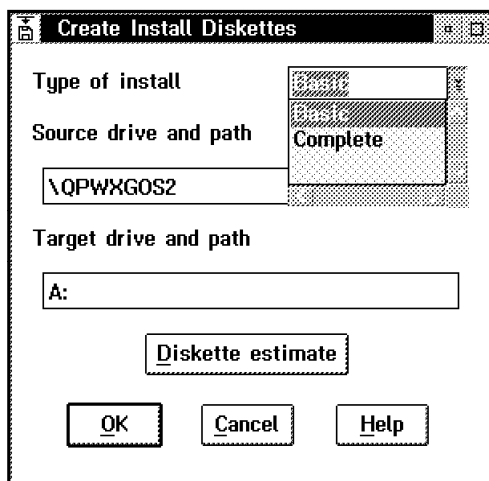 Create Install Diskettes
Type of install
Basic
Basic
Complete
Source drive and path
\QPWXGOS2
Target drive and path
A:
Diskette estimate
OK
Cancel
Help